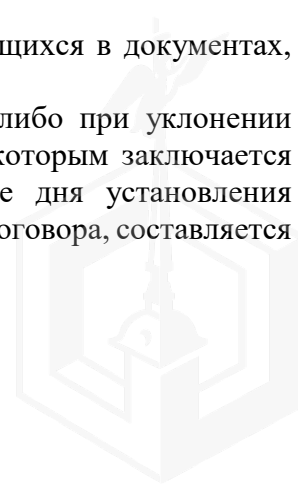 щихся в документах,
либо при уклонении
которым заключается
е дня установления
оговора, составляется